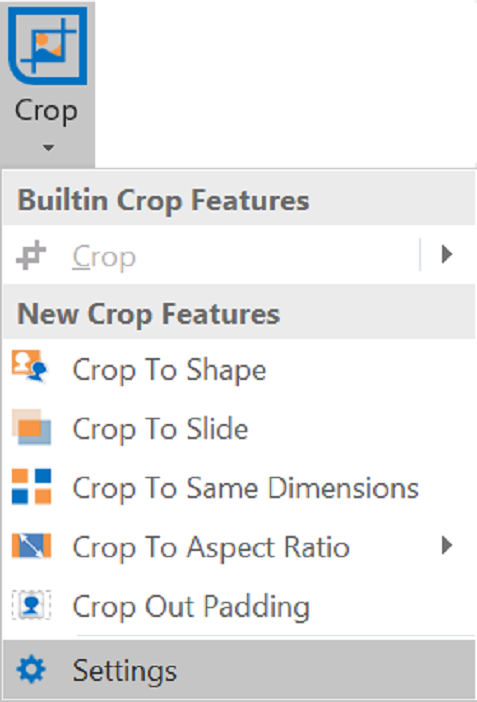 Crop
Builtin Crop Features
Crop
New Crop Features
Crop To Shape
Crop To Slide
Crop To Same Dimensions
Crop To Aspect Ratio
Crop Out Padding
Settings